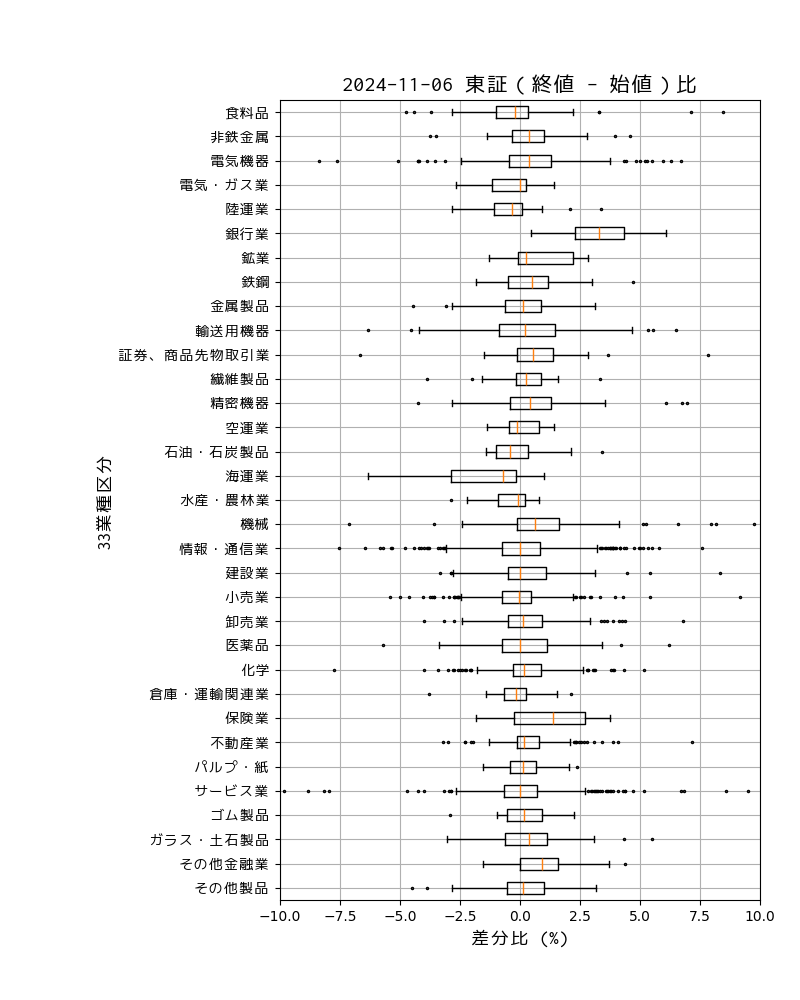 2024-11-06 東証（終値 - 始値）比
食料品
非鉄金属
電気機器
電気・ガス業
陸運業
銀行業
鉱業
鉄鋼
金属製品
輸送用機器
証券、商品先物取引業
繊維製品
精密機器
空運業
石油・石炭製品
海運業
水産・農林業
機械
情報・通信業
建設業
小売業
卸売業
医薬品
化学
倉庫・運輸関連業
保険業
不動産業
パルプ・紙
サービス業
ゴム製品
ガラス・土石製品
その他金融業
その他製品
33業種区分
−10.0 −7.5 −5.0 −2.5 0.0 2.5 5.0 7.5 10.0
差分比 (%)